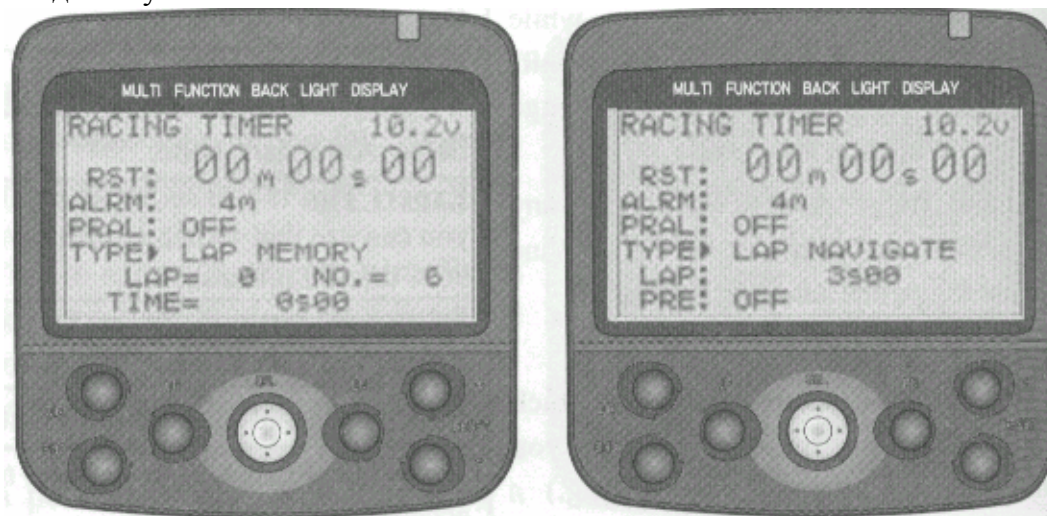 MULTI FUNCTION BACK LIGHT DISPLAY
RACING TIMER 10.2v
RST: 00m00s00
ALRM: 4m
PRAL: OFF
TYPE▶ LAP MEMORY
LAP= 0 NO.= 6
TIME= 0s00
MULTI FUNCTION BACK LIGHT DISPLAY
RACING TIMER 10.2v
RST: 00m00s00
ALRM: 4m
PRAL: OFF
TYPE▶ LAP NAVIGATE
LAP: 3s00
PRE: OFF